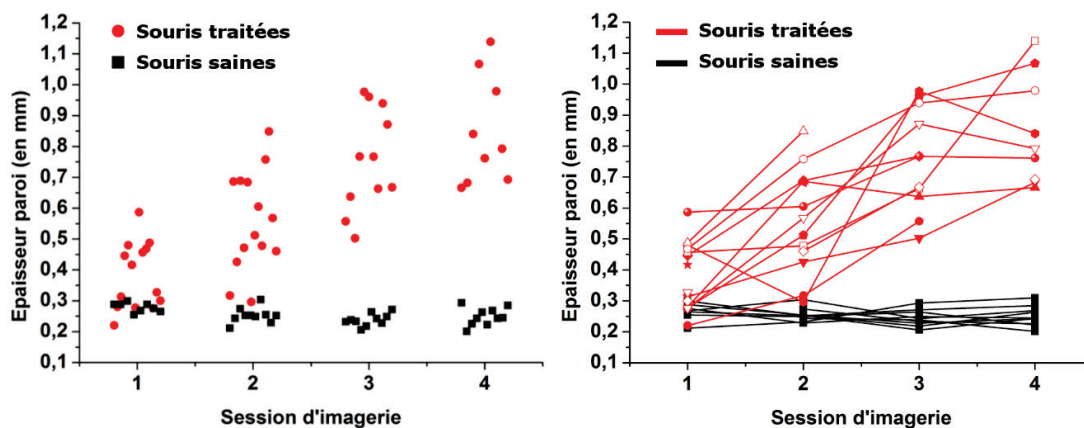 1,2
1,1
1,0
0,9
0,8
0,7
0,6
0,5
0,4
0,3
0,2
0,1
Epaisseur paroi (en mm)
Souris traitées
Souris saines
1 2 3 4
Session d'imagerie
1,2
1,1
1,0
0,9
0,8
0,7
0,6
0,5
0,4
0,3
0,2
0,1
Epaisseur paroi (en mm)
Souris traitées
Souris saines
1 2 3 4
Session d'imagerie